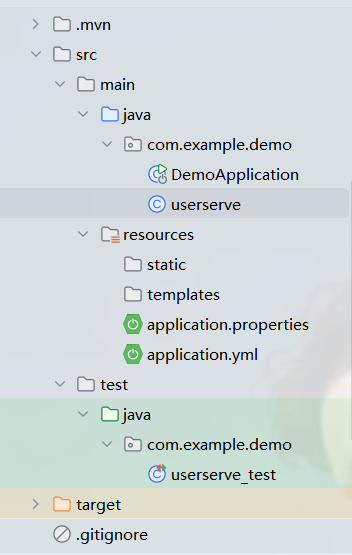 .mvn
src
main
java
com.example.demo
DemoApplication
userserve
resources
static
templates
application.properties
application.yml
test
java
com.example.demo
userserve_test
target
.gitignore